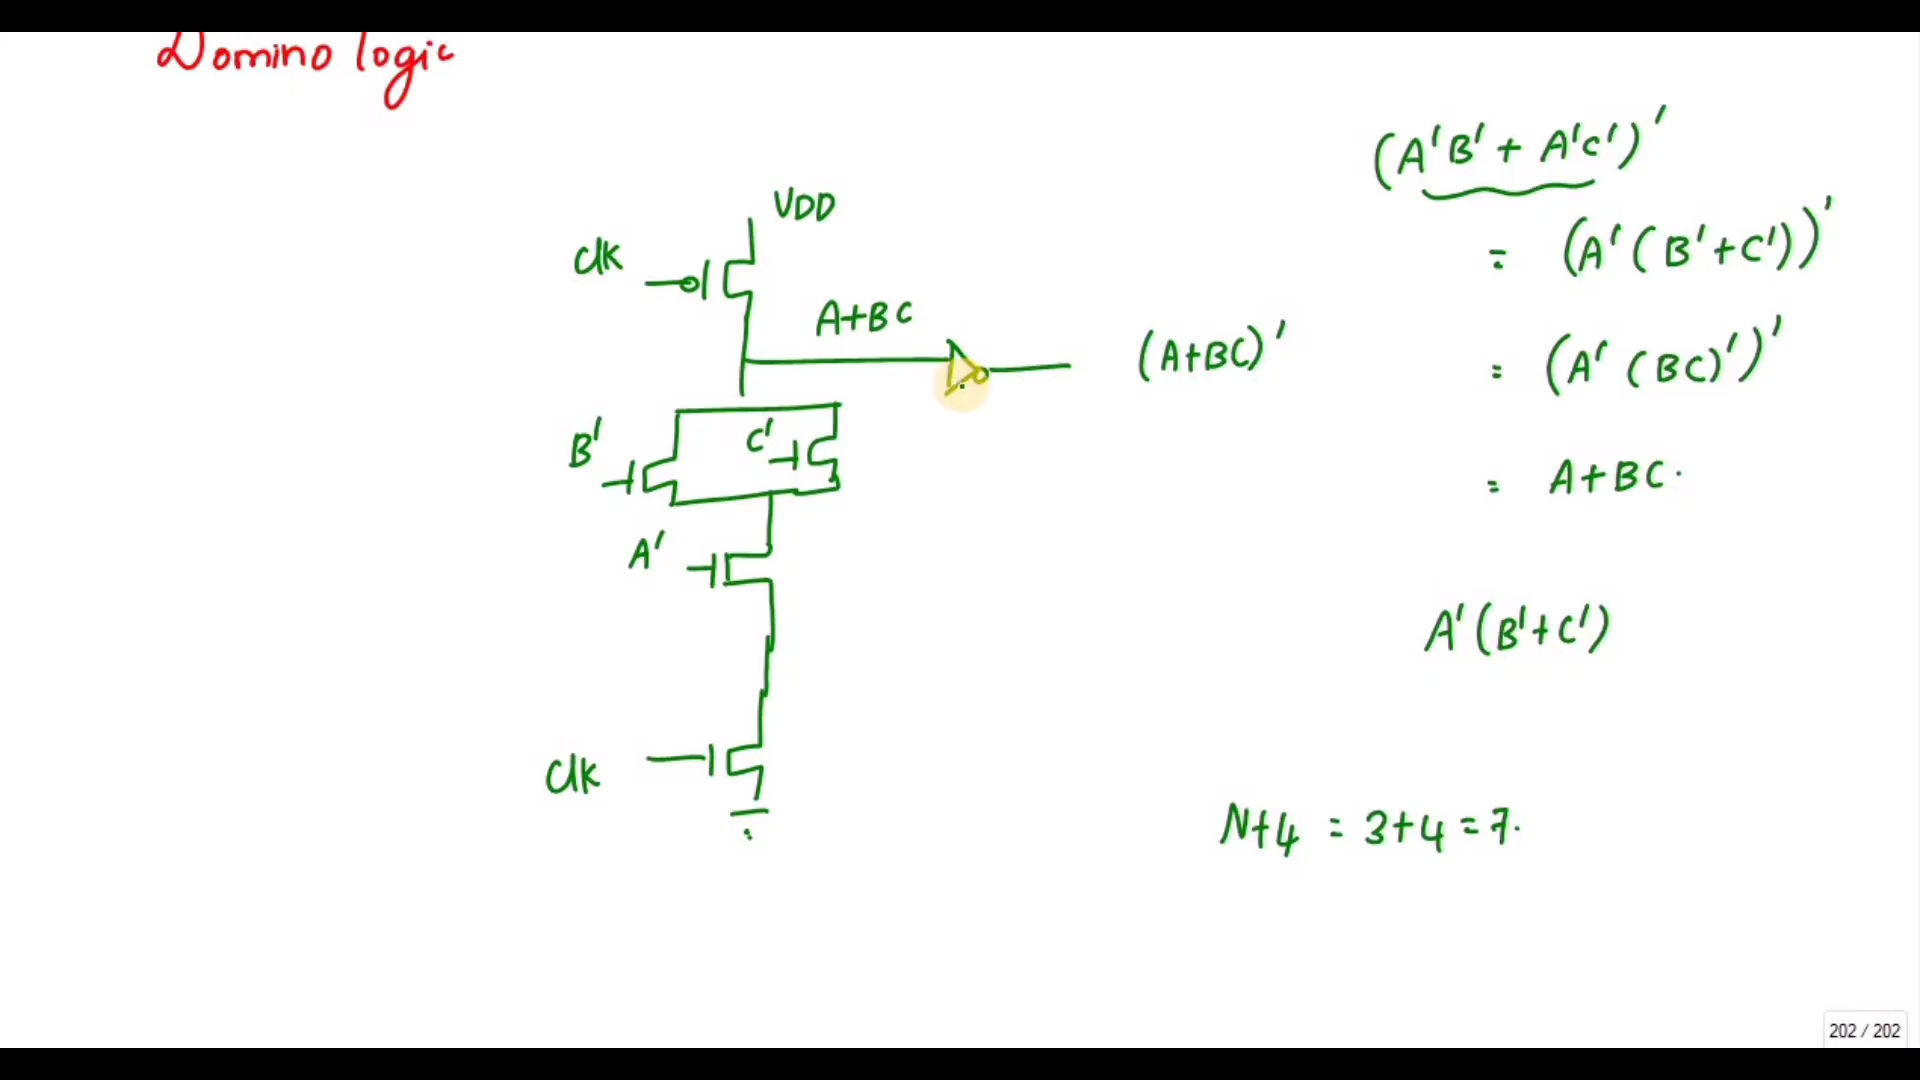 Domino logic
(A'B' + A'C')'
VDD
= (A'(B'+C'))'
Clk
A+BC
(A+BC)'
= (A'(BC)')'
B'
C'
= A+BC.
A'
A'(B'+C')
Clk
N+4 = 3+4 = 7.
202 / 202